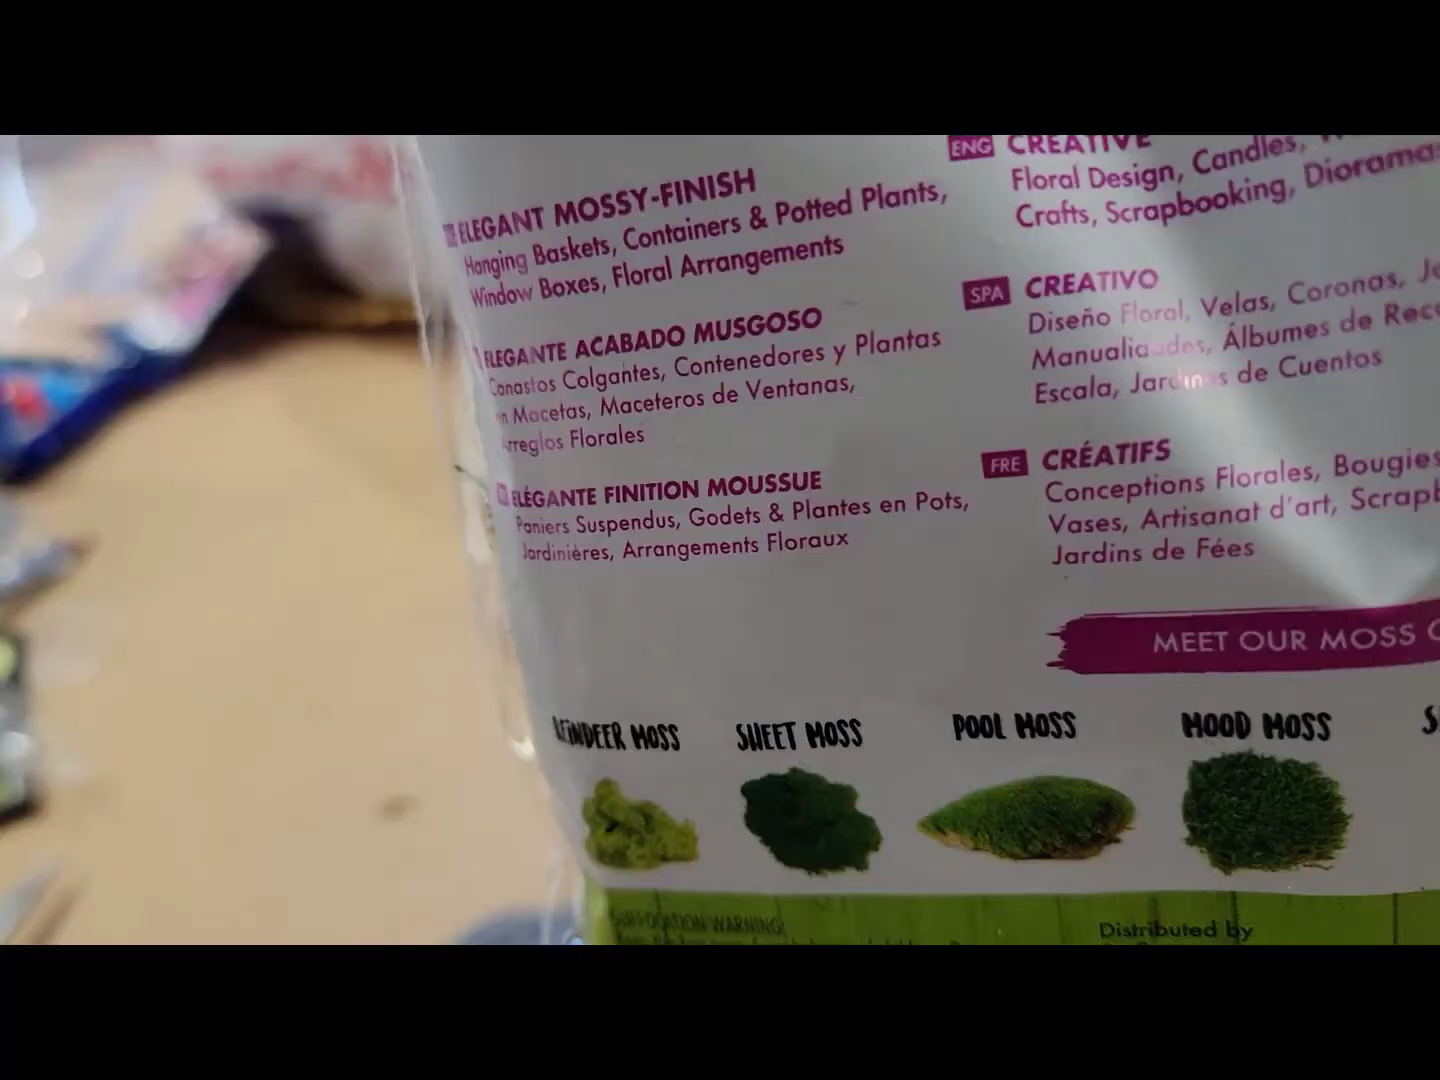 ELEGANT MOSSY-FINISH
Hanging Baskets, Containers & Potted Plants,
Window Boxes, Floral Arrangements
ELEGANTE ACABADO MUSGOSO
Canastos Colgantes, Contenedores y Plantas
Macetas, Maceteros de Ventanas,
Arreglos Florales
ELÉGANTE FINITION MOUSSUE
Paniers Suspendus, Godets & Plantes en Pots,
Jardinières, Arrangements Floraux
ENG CREATIVE
Floral Design, Candles,
Crafts, Scrapbooking, Dioramas
SPA CREATIVO
Diseño Floral, Velas, Coronas,
Manualidades, Álbumes de
Escala, Jardines de Cuentos
FRE CRÉATIFS
Conceptions Florales, Bougies
Vases, Artisanat d'art,
Jardins de Fées
MEET OUR MOSS
REINDEER MOSS
SHEET MOSS
POOL MOSS
MOOD MOSS
SUFFOCATION WARNING!
Distributed by